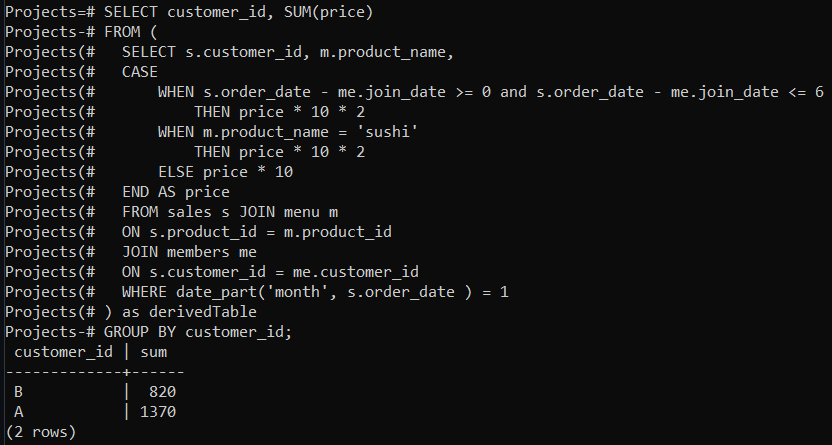 Projects=# SELECT customer_id, SUM(price)
Projects-# FROM (
Projects(#   SELECT s.customer_id, m.product_name,
Projects(#   CASE
Projects(#       WHEN s.order_date - me.join_date >= 0 and s.order_date - me.join_date <= 6
Projects(#           THEN price * 10 * 2
Projects(#       WHEN m.product_name = 'sushi'
Projects(#           THEN price * 10 * 2
Projects(#       ELSE price * 10
Projects(#   END AS price
Projects(#   FROM sales s JOIN menu m
Projects(#   ON s.product_id = m.product_id
Projects(#   JOIN members me
Projects(#   ON s.customer_id = me.customer_id
Projects(#   WHERE date_part('month', s.order_date ) = 1
Projects(# ) as derivedTable
Projects-# GROUP BY customer_id;
 customer_id | sum
-------------+------
 B           |  820
 A           | 1370
(2 rows)